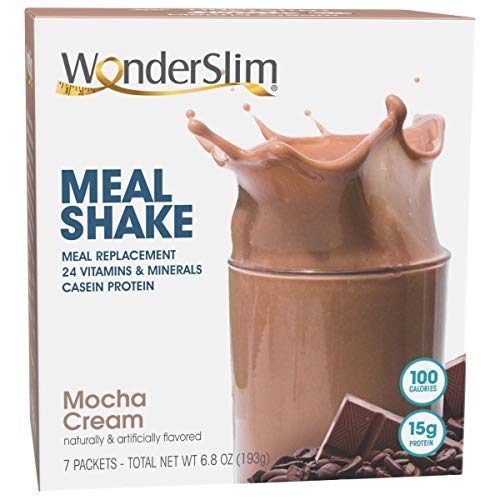 WonderSlim®
MEAL
SHAKE
MEAL REPLACEMENT
24 VITAMINS & MINERALS
CASEIN PROTEIN
100
CALORIES
15g
PROTEIN
Mocha
Cream
naturally & artificially flavored
7 PACKETS - TOTAL NET WT 6.8 OZ (193g)